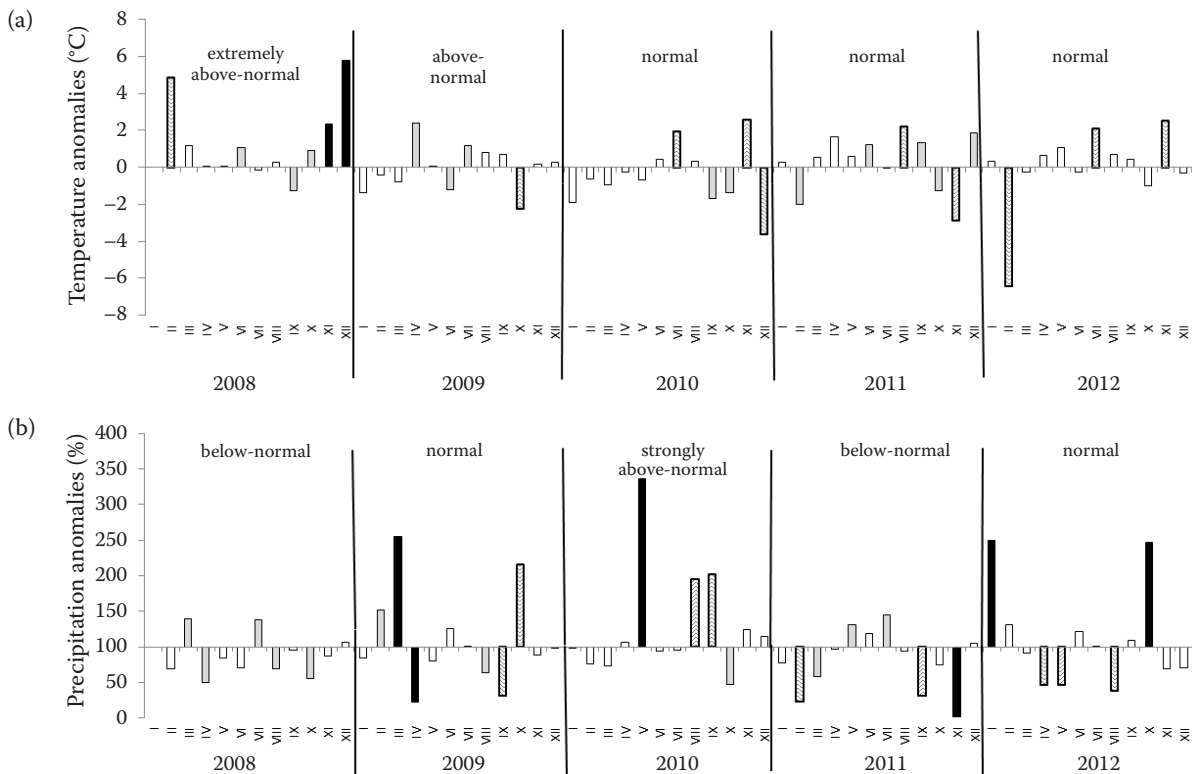 (a)
Temperature anomalies (°C)
8
6
4
2
0
−2
−4
−6
−8
extremely
above-normal
above-
normal
normal
normal
normal
I II III IV V VI VII VIII IX X XI XII I II III IV V VI VII VIII IX X XI XII I II III IV V VI VII VIII IX X XI XII I II III IV V VI VII VIII IX X XI XII I II III IV V VI VII VIII IX X XI XII
2008 2009 2010 2011 2012
(b)
Precipitation anomalies (%)
400
350
300
250
200
150
100
50
0
below-normal
normal
strongly
above-normal
below-normal
normal
I II III IV V VI VII VIII IX X XI XII I II III IV V VI VII VIII IX X XI XII I II III IV V VI VII VIII IX X XI XII I II III IV V VI VII VIII IX X XI XII I II III IV V VI VII VIII IX X XI XII
2008 2009 2010 2011 2012